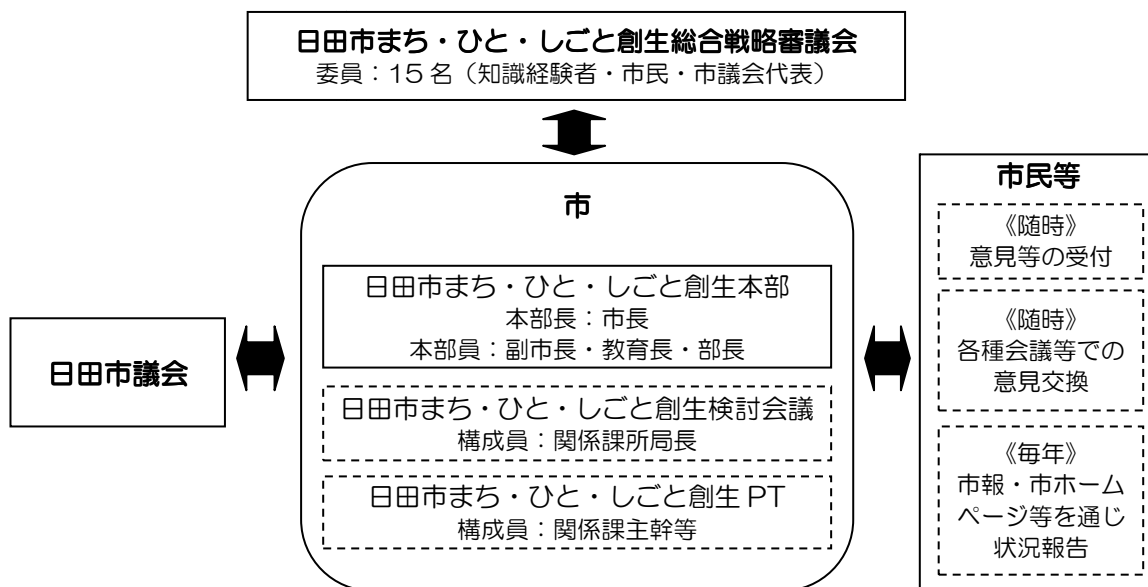 日田市まち・ひと・しごと創生総合戦略審議会
委員：15名（知識経験者・市民・市議会代表）
市
日田市まち・ひと・しごと創生本部
本部長：市長
本部員：副市長・教育長・部長
日田市まち・ひと・しごと創生検討会議
構成員：関係課所局長
日田市まち・ひと・しごと創生 PT
構成員：関係課主幹等
日田市議会
市民等
《随時》
意見等の受付
《随時》
各種会議等での
意見交換
《毎年》
市報・市ホーム
ページ等を通じ
状況報告